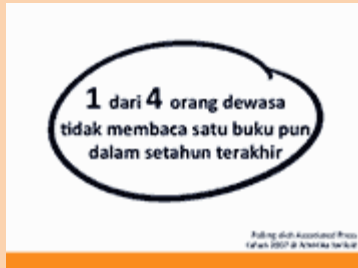 1 dari 4 orang dewasa
tidak membaca satu buku pun
dalam setahun terakhir
Polling oleh Associated Press
tahun 2007 di Amerika Serikat